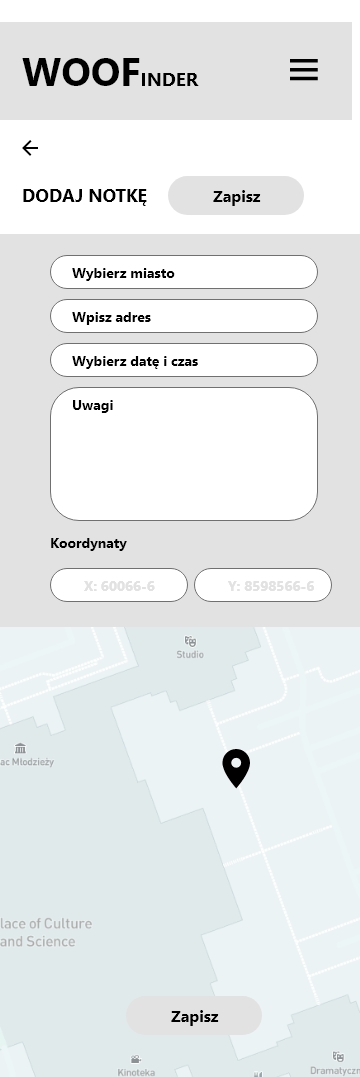 WOOFINDER
DODAJ NOTKĘ
Zapisz
Wybierz miasto
Wpisz adres
Wybierz datę i czas
Uwagi
Koordynaty
X: 60066-6
Y: 8598566-6
Studio
ac Młodzieży
lace of Culture
and Science
Zapisz
Kinoteka
Dramatyczn